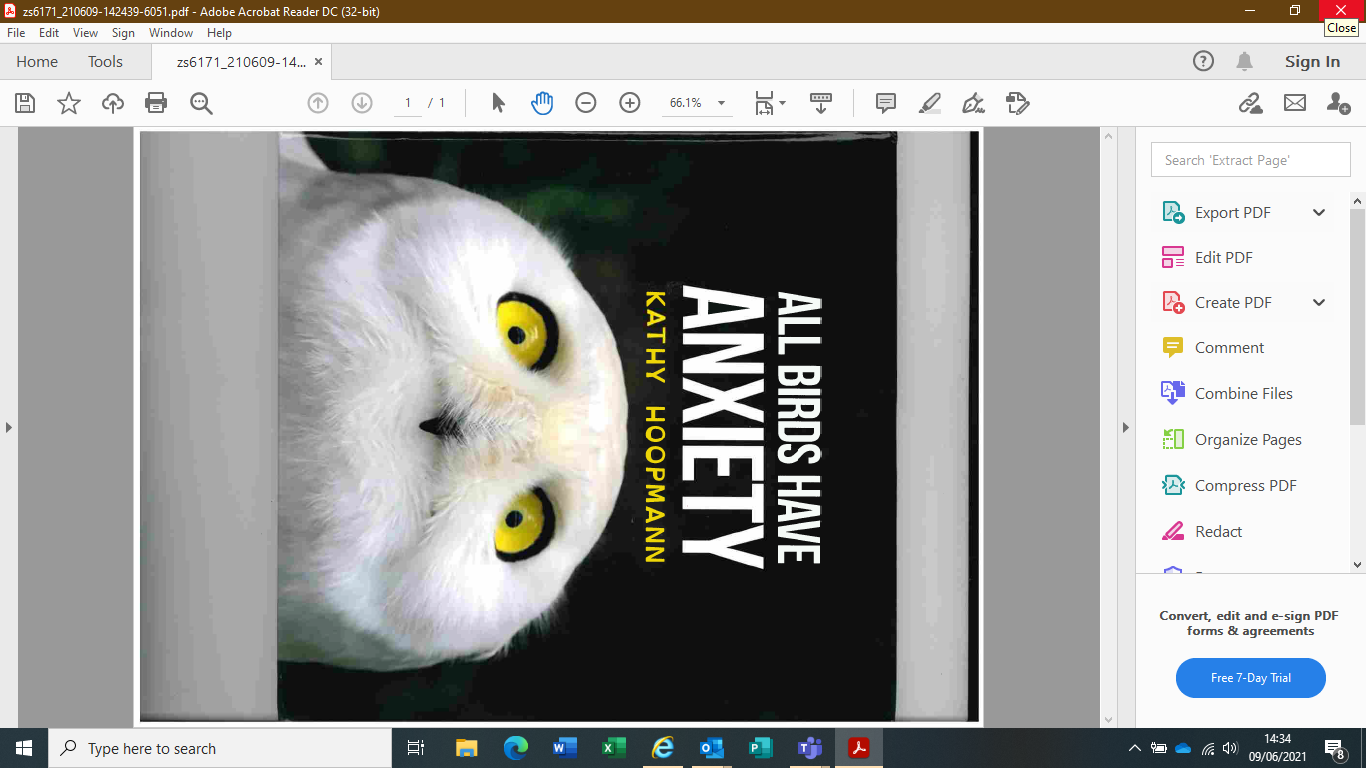 zs6171_210609-142439-6051.pdf - Adobe Acrobat Reader DC (32-bit)
Close
File Edit View Sign Window Help
Home Tools zs6171_210609-14... × Sign In
1 / 1 66.1%
ALL BIRDS HAVE
ANXIETY
KATHY HOOPMANN
Search 'Extract Page'
Export PDF
Edit PDF
Create PDF
Comment
Combine Files
Organize Pages
Compress PDF
Redact
Convert, edit and e-sign PDF
forms & agreements
Free 7-Day Trial
Type here to search
14:34
09/06/2021
8